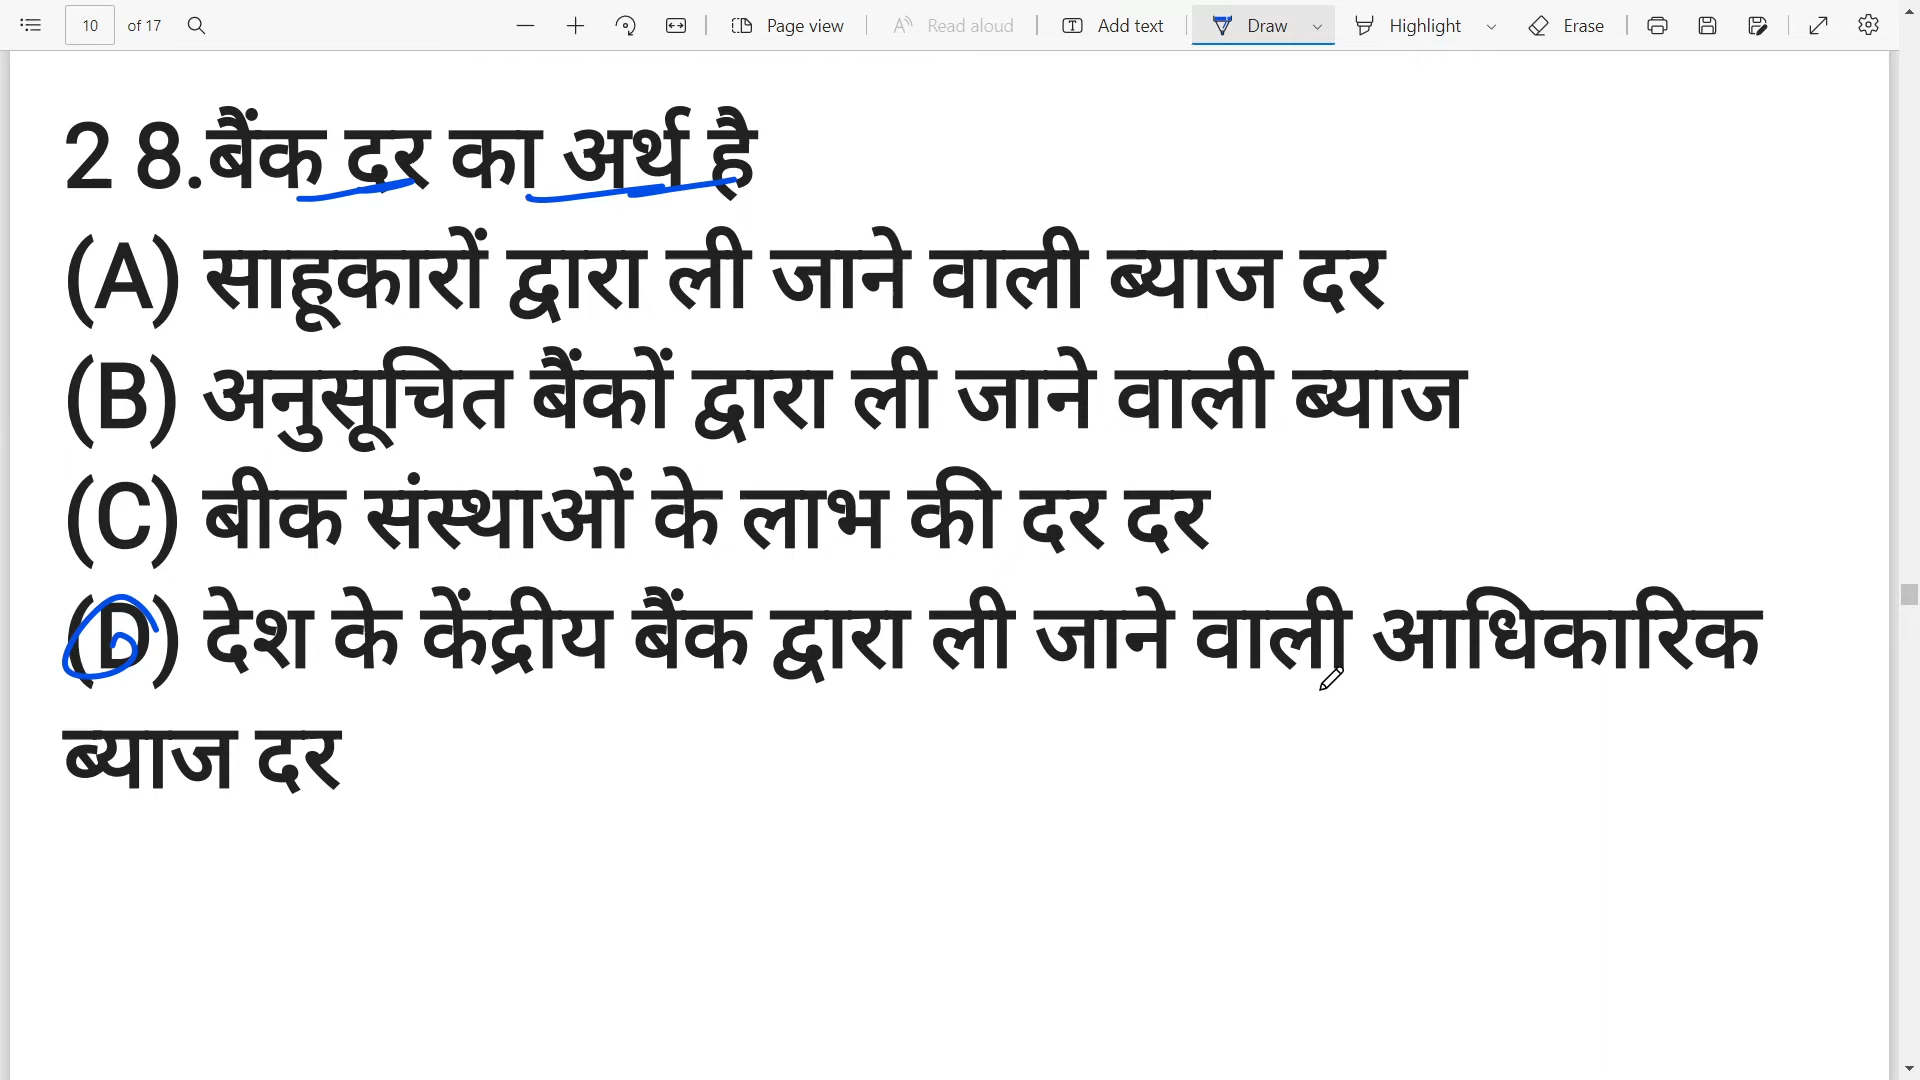 10 of 17 Page view Read aloud Add text Draw Highlight Erase
2 8.बैंक दर का अर्थ है
(A) साहूकारों द्वारा ली जाने वाली ब्याज दर
(B) अनुसूचित बैंकों द्वारा ली जाने वाली ब्याज
(C) बीक संस्थाओं के लाभ की दर दर
(D) देश के केंद्रीय बैंक द्वारा ली जाने वाली आधिकारिक
ब्याज दर